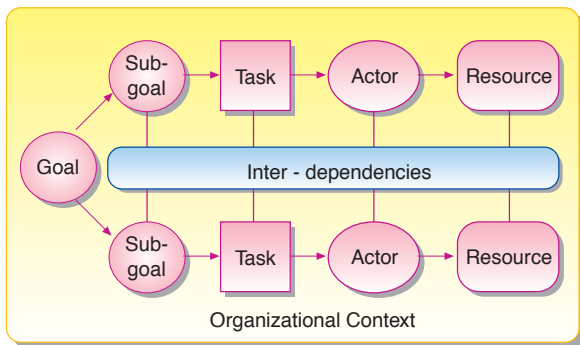 Sub-
goal
Task
Actor
Resource
Goal
Inter - dependencies
Sub-
goal
Task
Actor
Resource
Organizational Context